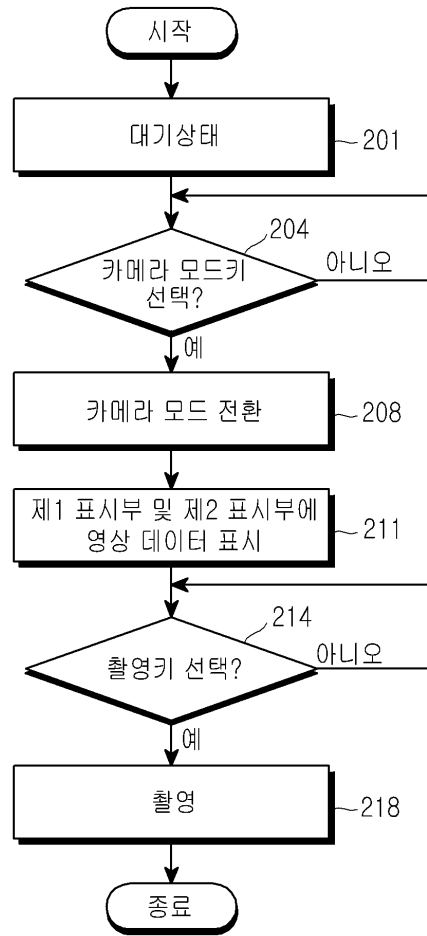 시작
대기상태
201
204
카메라 모드키
선택?
아니오
예
카메라 모드 전환
208
제1 표시부 및 제2 표시부에
영상 데이터 표시
211
214
촬영키 선택?
아니오
예
촬영
218
종료